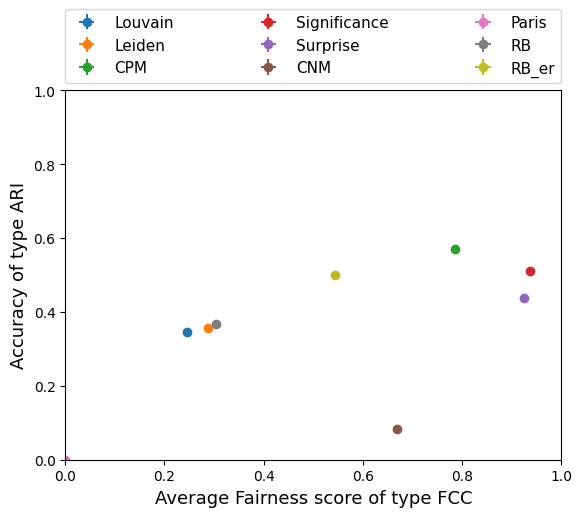 Louvain Significance Paris
Leiden Surprise RB
CPM CNM RB_er
1.0
0.8
0.6
0.4
0.2
0.0
Accuracy of type ARI
0.0 0.2 0.4 0.6 0.8 1.0
Average Fairness score of type FCC